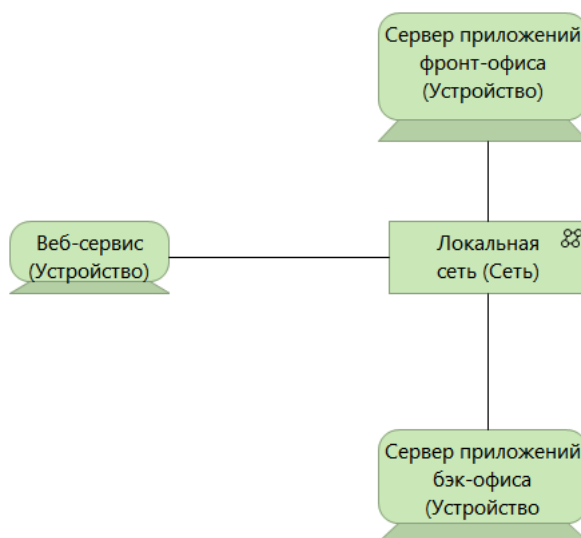 Сервер приложений
фронт-офиса
(Устройство)
Веб-сервис
(Устройство)
Локальная
сеть (Сеть)
Сервер приложений
бэк-офиса
(Устройство